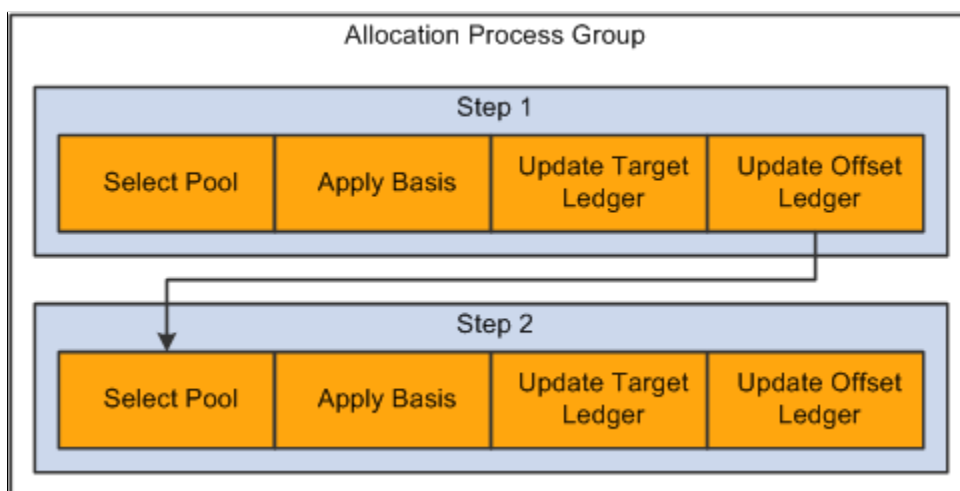 Allocation Process Group
Step 1
Select Pool
Apply Basis
Update Target
Ledger
Update Offset
Ledger
Step 2
Select Pool
Apply Basis
Update Target
Ledger
Update Offset
Ledger